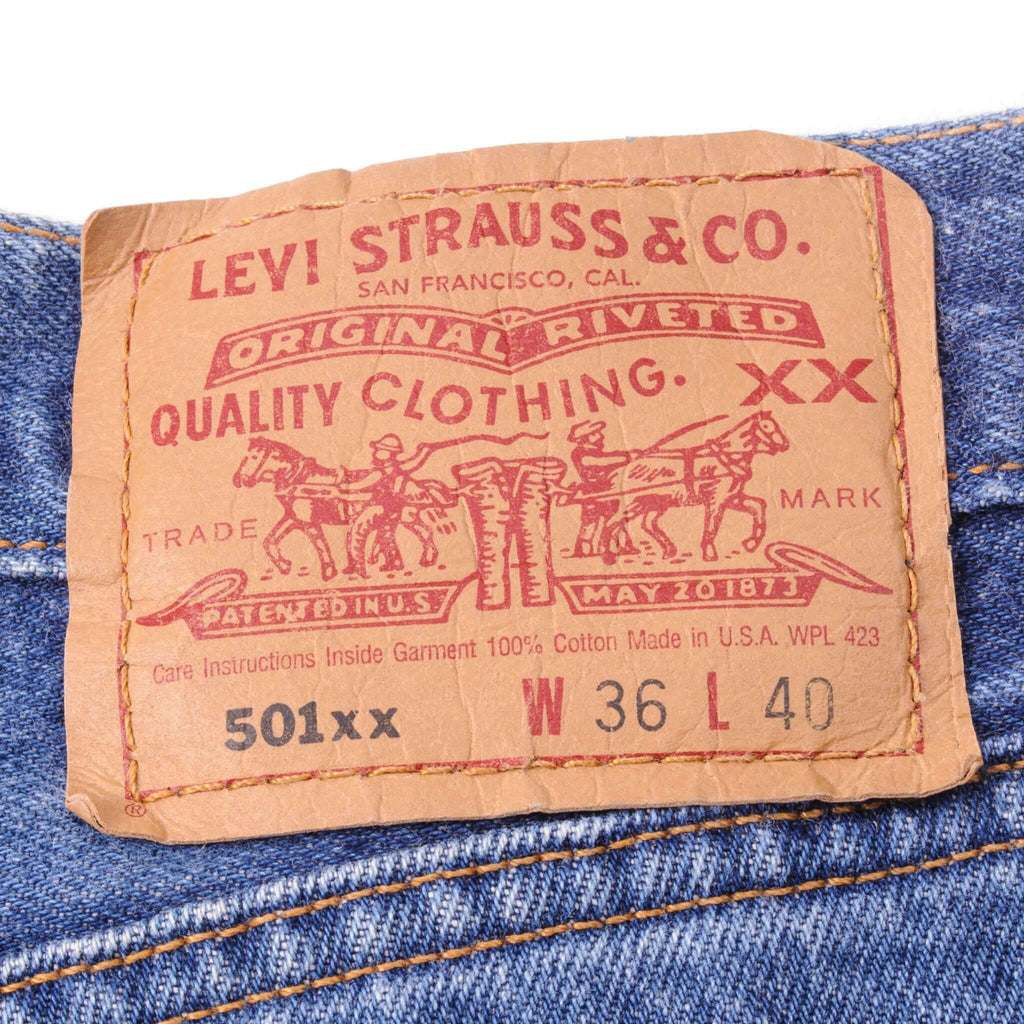 LEVI STRAUSS & CO.
SAN FRANCISCO, CAL.
ORIGINAL RIVETED
QUALITY CLOTHING. XX
TRADE MARK
PATENTED IN U.S. MAY 20 1873
Care Instructions Inside Garment 100% Cotton Made in U.S.A. WPL 423
501xx W 36 L 40
®